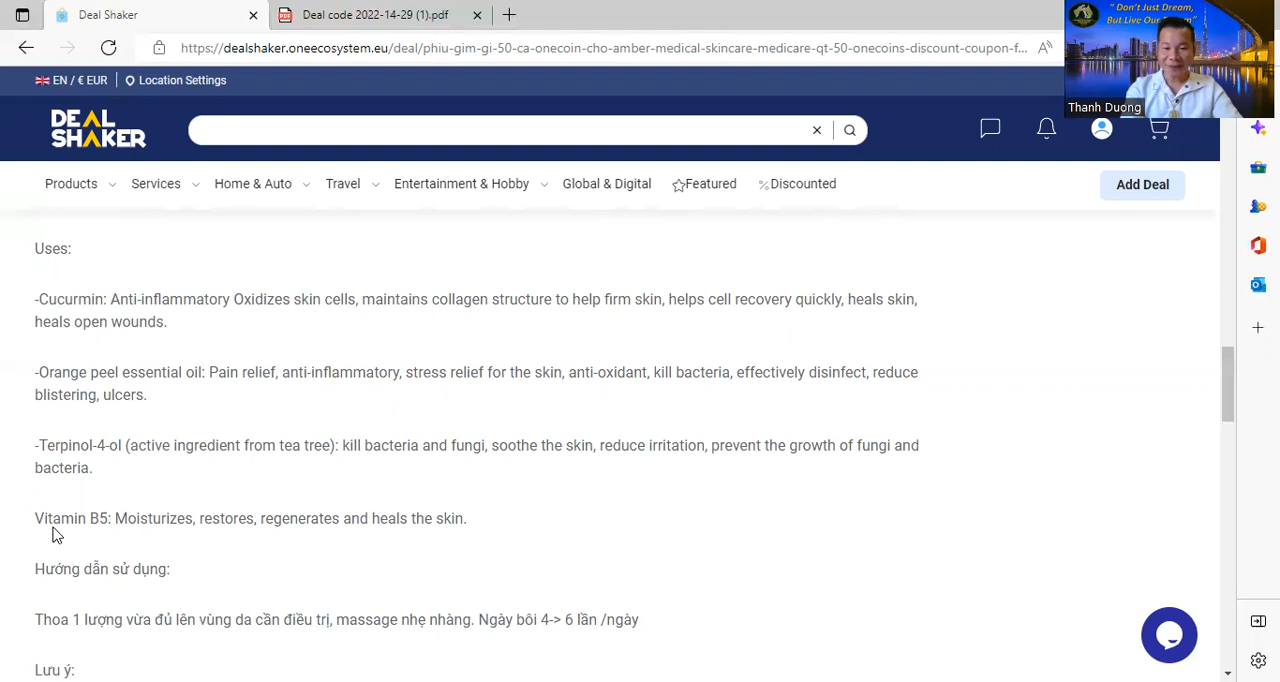 Deal Shaker
Deal code 2022-14-29 (1).pdf
https://dealshaker.oneecosystem.eu/deal/phiu-gim-gi-50-ca-onecoin-cho-amber-medical-skincare-medicare-qt-50-onecoins-discount-coupon-f...
" Don't Just Dream,
But Live Our
Thanh Duong
EN / € EUR
Location Settings
DEAL
SHAKER
Products
Services
Home & Auto
Travel
Entertainment & Hobby
Global & Digital
Featured
Discounted
Add Deal
Uses:
-Cucurmin: Anti-inflammatory Oxidizes skin cells, maintains collagen structure to help firm skin, helps cell recovery quickly, heals skin,
heals open wounds.
-Orange peel essential oil: Pain relief, anti-inflammatory, stress relief for the skin, anti-oxidant, kill bacteria, effectively disinfect, reduce
blistering, ulcers.
-Terpinol-4-ol (active ingredient from tea tree): kill bacteria and fungi, soothe the skin, reduce irritation, prevent the growth of fungi and
bacteria.
Vitamin B5: Moisturizes, restores, regenerates and heals the skin.
Hướng dẫn sử dụng:
Thoa 1 lượng vừa đủ lên vùng da cần điều trị, massage nhẹ nhàng. Ngày bôi 4-> 6 lần /ngày
Lưu ý: